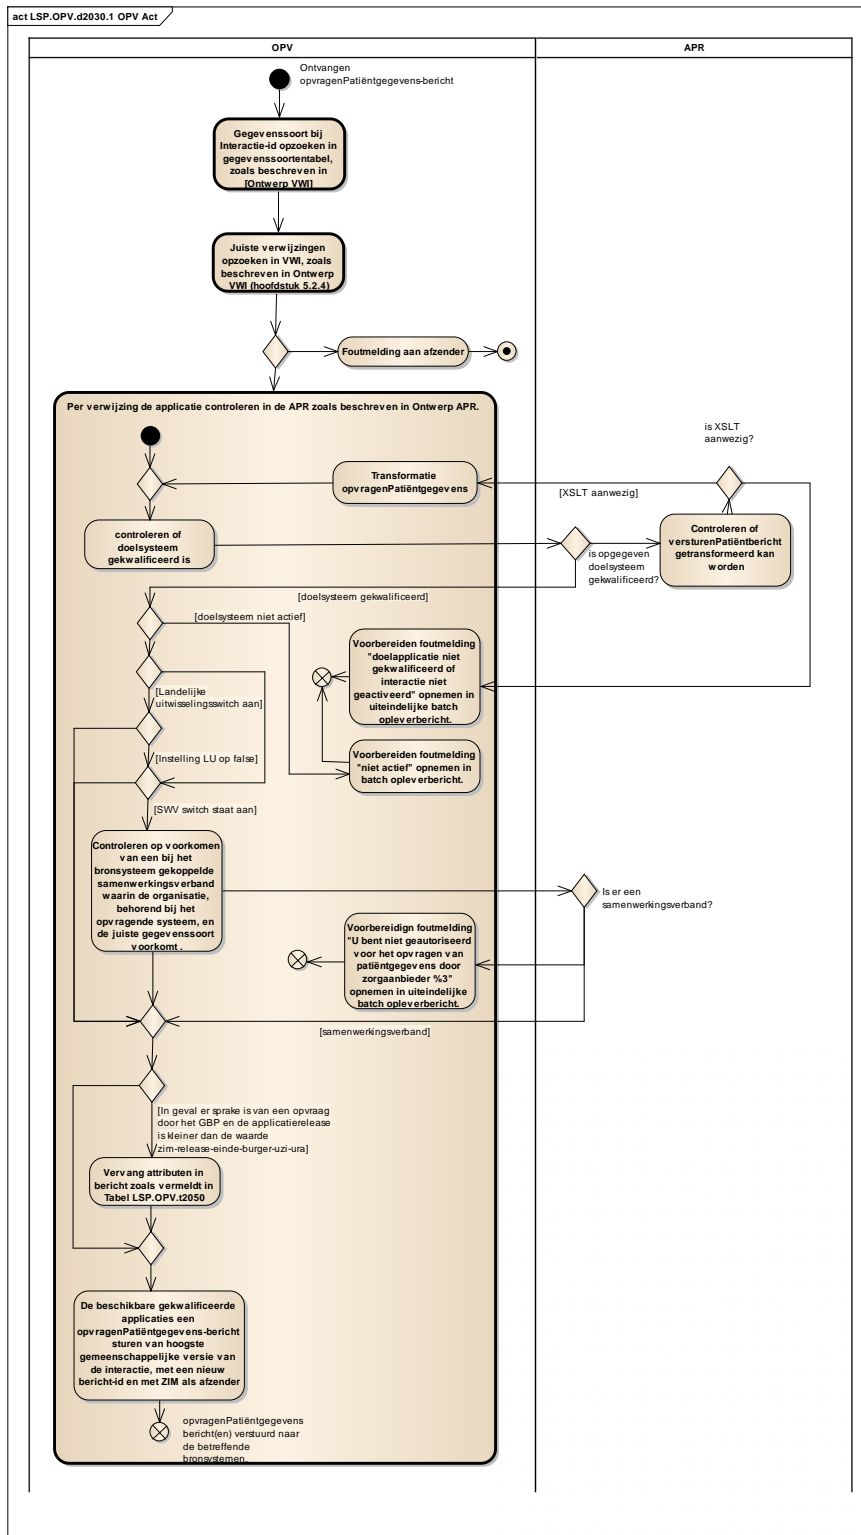 act LSP.OPV.d2030.1 OPV Act
OPV
APR
Ontvangen
opvragenPatiëntgegevens-bericht
Gegevenssoort bij
Interactie-id opzoeken in
gegevenssoortentabel,
zoals beschreven in
[Ontwerp VWI]
Juiste verwijzingen
opzoeken in VWI, zoals
beschreven in Ontwerp
VWI (hoofdstuk 5.2.4)
Foutmelding aan afzender
Per verwijzing de applicatie controleren in de APR zoals beschreven in Ontwerp APR.
is XSLT
aanwezig?
Transformatie
opvragenPatiëntgegevens
[XSLT aanwezig]
controleren of
doelsysteem
gekwalificeerd is
is opgegeven
doelsysteem
gekwalificeerd?
Controleren of
versturenPatiëntbericht
getransformeerd kan
worden
[doelsysteem gekwalificeerd]
[doelsysteem niet actief]
Voorbereiden foutmelding
"doelapplicatie niet
gekwalificeerd of
interactie niet
geactiveerd" opnemen in
uiteindelijke batch
opleverbericht.
[Landelijke
uitwisselingsswitch aan]
[Instelling LU op false]
Voorbereiden foutmelding
"niet actief" opnemen in
batch opleverbericht.
[SWV switch staat aan]
Controleren op voorkomen
van een bij het
bronsysteem gekoppelde
samenwerkingsverband
waarin de organisatie,
behorend bij het
opvragende systeem, en
de juiste gegevenssoort
voorkomt .
Is er een
samenwerkingsverband?
Voorbereidign foutmelding
"U bent niet geautoriseerd
voor het opvragen van
patiëntgegevens door
zorgaanbieder %3"
opnemen in uiteindelijke
batch opleverbericht.
[samenwerkingsverband]
[In geval er sprake is van een opvraag
door het GBP en de applicatierelease
is kleiner dan de waarde
zim-release-einde-burger-uzi-ura]
Vervang attributen in
bericht zoals vermeldt in
Tabel LSP.OPV.t2050
De beschikbare gekwalificeerde
applicaties een
opvragenPatiëntgegevens-bericht
sturen van hoogste
gemeenschappelijke versie van
de interactie, met een nieuw
bericht-id en met ZIM als afzender
opvragenPatiëntgegevens
bericht(en) verstuurd naar
de betreffende
bronsystemen.